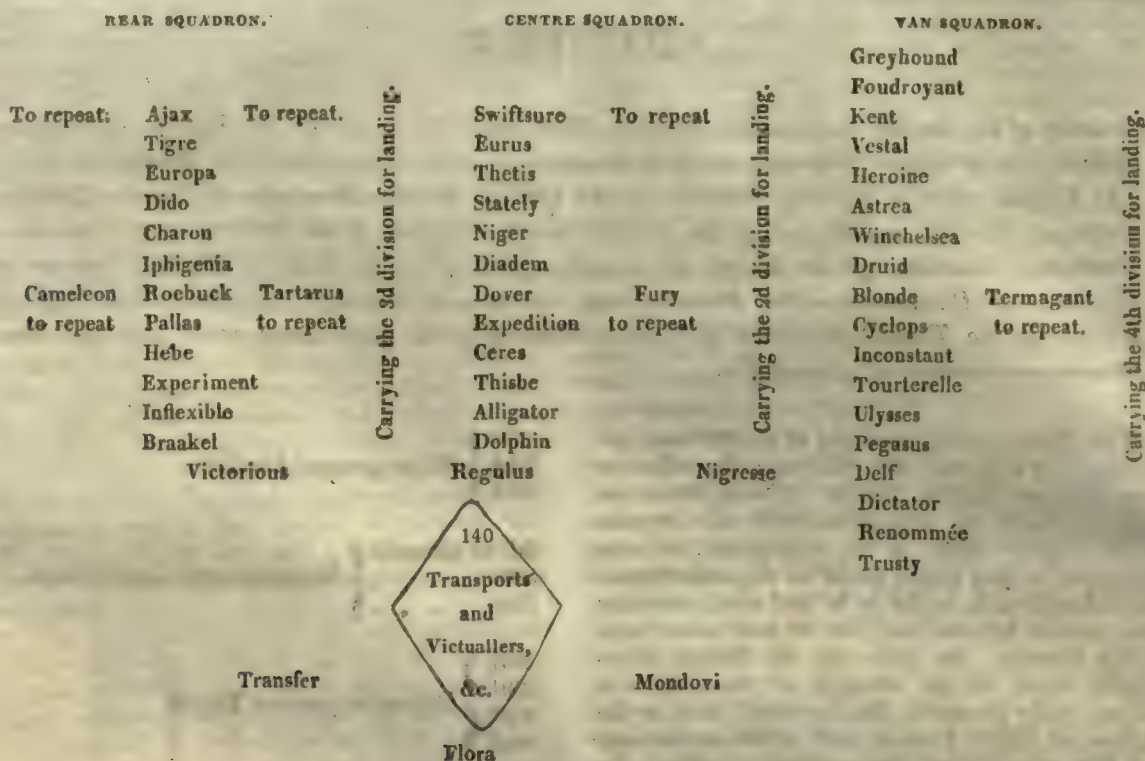 REAR SQUADRON.
To repeat. Ajax To repeat.
Tigre
Europa
Dido
Charon
Iphigenia
Cameleon Roebuck Tartarus
to repeat Pallas to repeat
Hebe
Experiment
Inflexible
Braakel
Carrying the 3d division for landing.
CENTRE SQUADRON.
Swiftsure To repeat
Eurus
Thetis
Stately
Niger
Diadem
Dover Fury
Expedition to repeat
Ceres
Thisbe
Alligator
Dolphin
Carrying the 2d division for landing.
VAN SQUADRON.
Greyhound
Foudroyant
Kent
Vestal
Heroine
Astrea
Winchelsea
Druid
Blonde Termagant
Cyclops to repeat.
Inconstant
Tourterelle
Ulysses
Pegasus
Delf
Dictator
Renommée
Trusty
Carrying the 4th division for landing.
Victorious Regulus Nigresse
140
Transports
and
Victuallers,
&c.
Transfer Mondovi
Flora